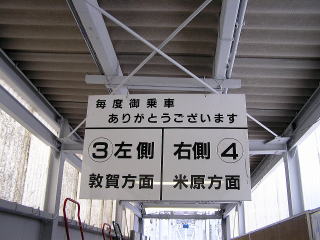 毎度御乗車
ありがとうございます
③左側
敦賀方面
右側④
米原方面